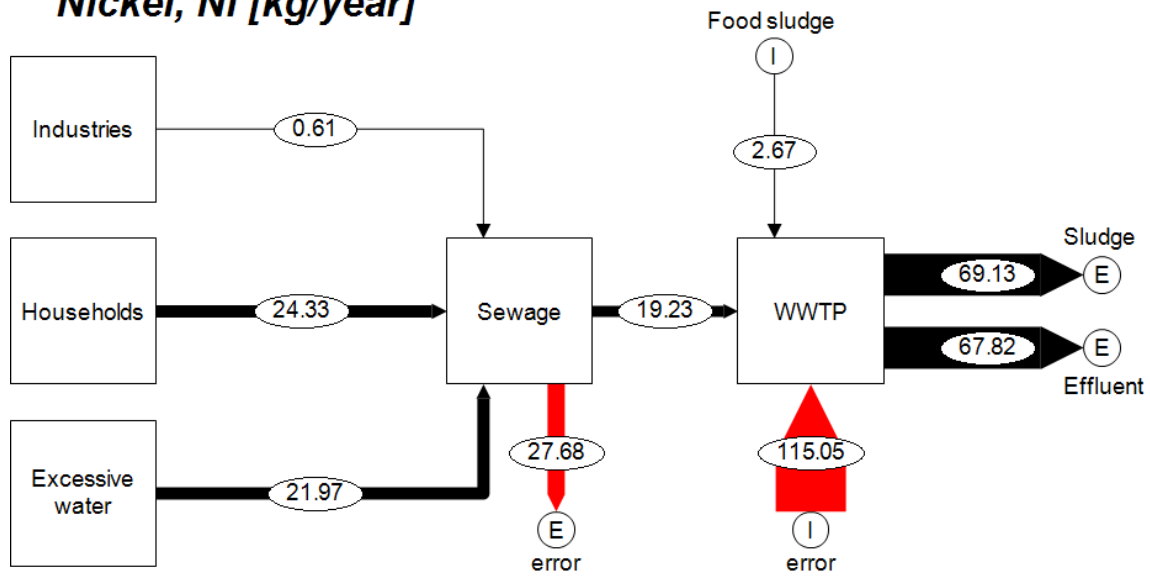 Nickel, Ni [kg/year]
Food sludge
I
Industries
0.61
2.67
Sludge
Households
24.33
Sewage
19.23
WWTP
69.13
E
67.82
E
Effluent
Excessive
water
21.97
27.68
115.05
E
I
error
error